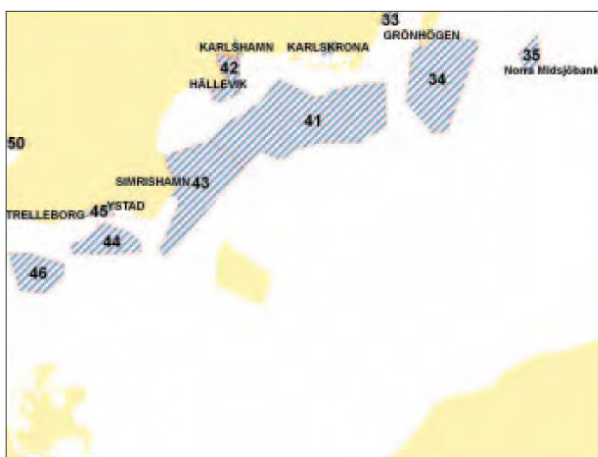 33
GRÖNHÖGEN
KARLSHAMN
KARLSKRONA
35
42
34
Norra Midsjöbank
HÄLLEVIK
41
50
SIMRISHAMN
43
45
YSTAD
TRELLEBORG
44
46